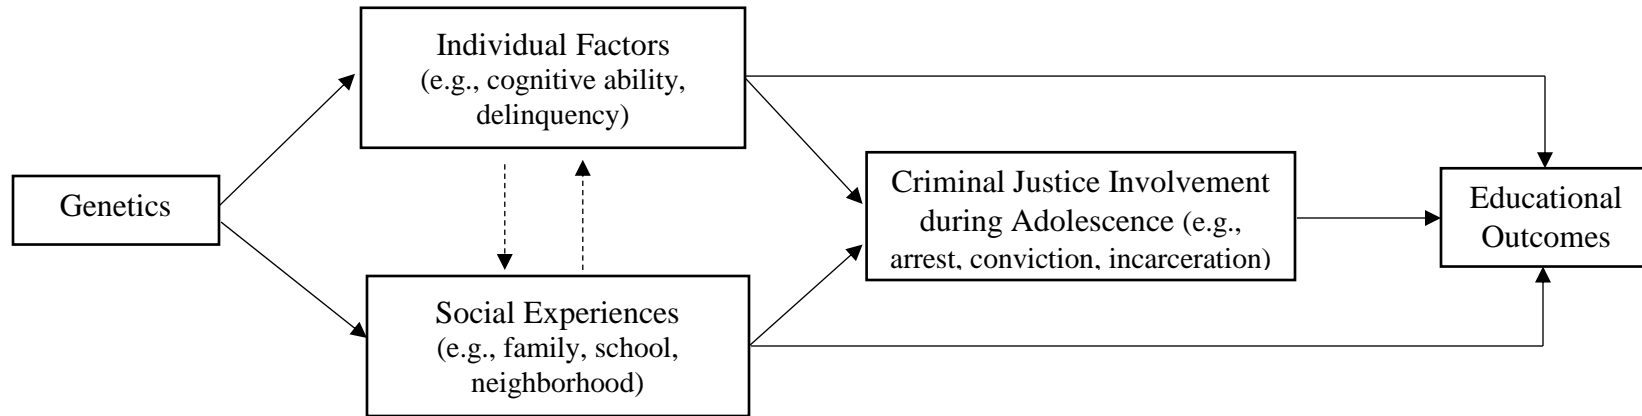 Genetics
Individual Factors
(e.g., cognitive ability,
delinquency)
Social Experiences
(e.g., family, school,
neighborhood)
Criminal Justice Involvement
during Adolescence (e.g.,
arrest, conviction, incarceration)
Educational
Outcomes